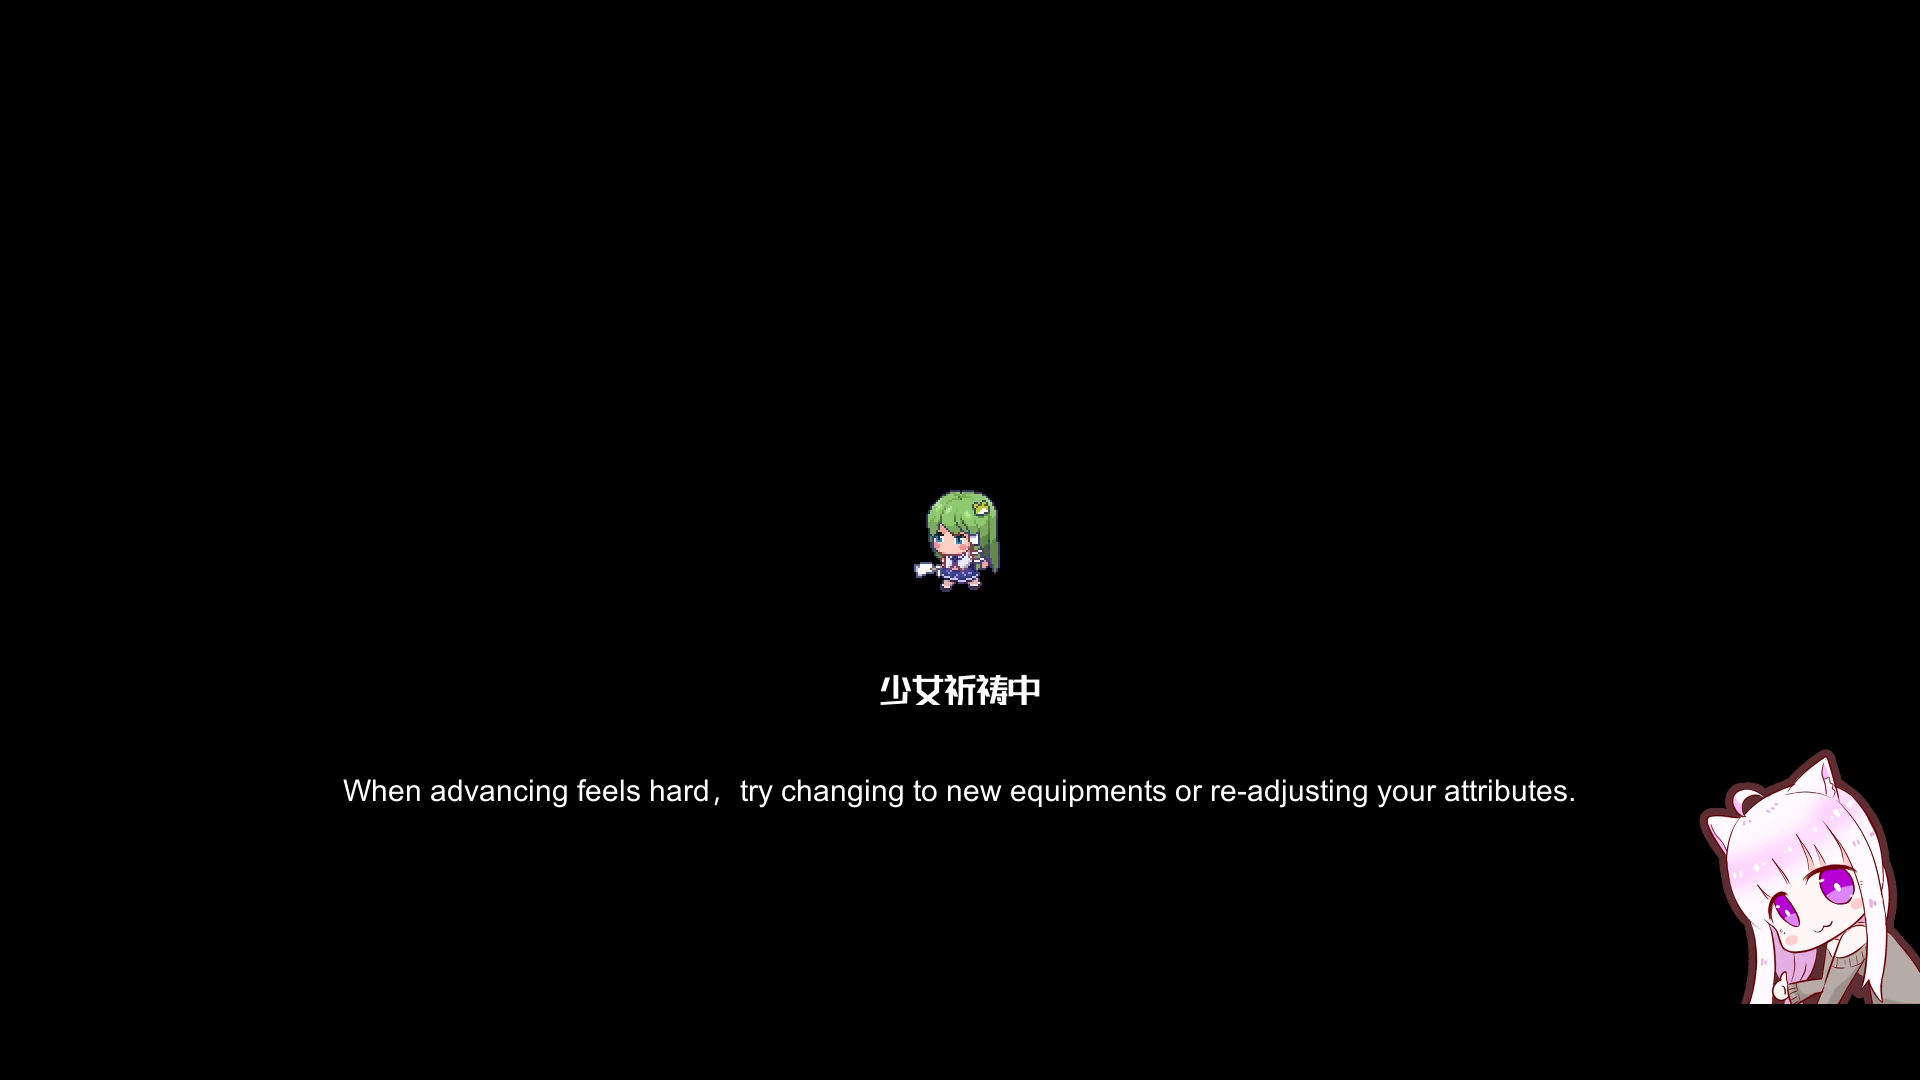 少女祈祷中
When advancing feels hard，try changing to new equipments or re-adjusting your attributes.